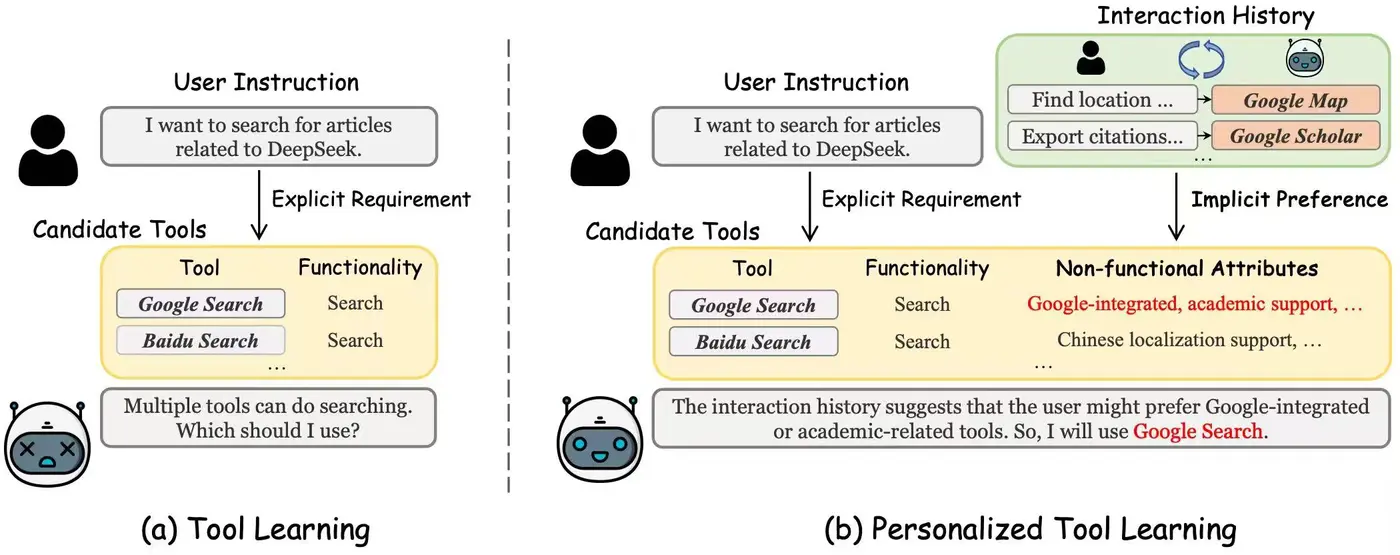 User Instruction
I want to search for articles
related to DeepSeek.
Explicit Requirement
Candidate Tools
Tool Functionality
Google Search Search
Baidu Search Search
...
Multiple tools can do searching.
Which should I use?
(a) Tool Learning
Interaction History
Find location ... Google Map
Export citations... Google Scholar
...
User Instruction
I want to search for articles
related to DeepSeek.
Explicit Requirement
Implicit Preference
Candidate Tools
Tool Functionality Non-functional Attributes
Google Search Search Google-integrated, academic support, ...
Baidu Search Search Chinese localization support, ...
...
The interaction history suggests that the user might prefer Google-integrated
or academic-related tools. So, I will use Google Search.
(b) Personalized Tool Learning